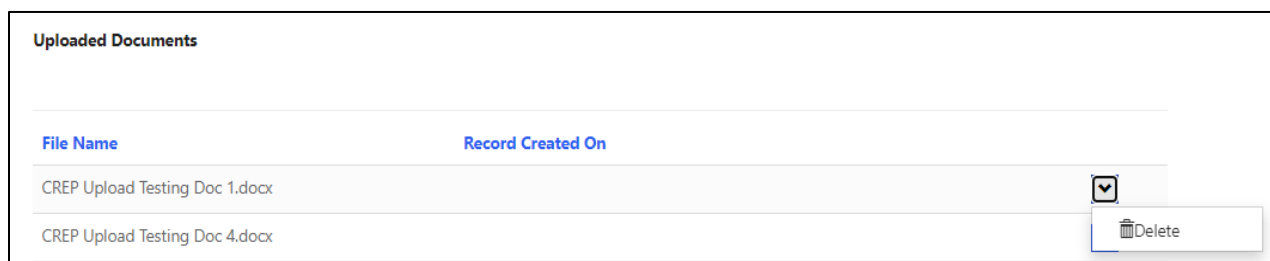 Uploaded Documents
File Name Record Created On
CREP Upload Testing Doc 1.docx
Delete
CREP Upload Testing Doc 4.docx